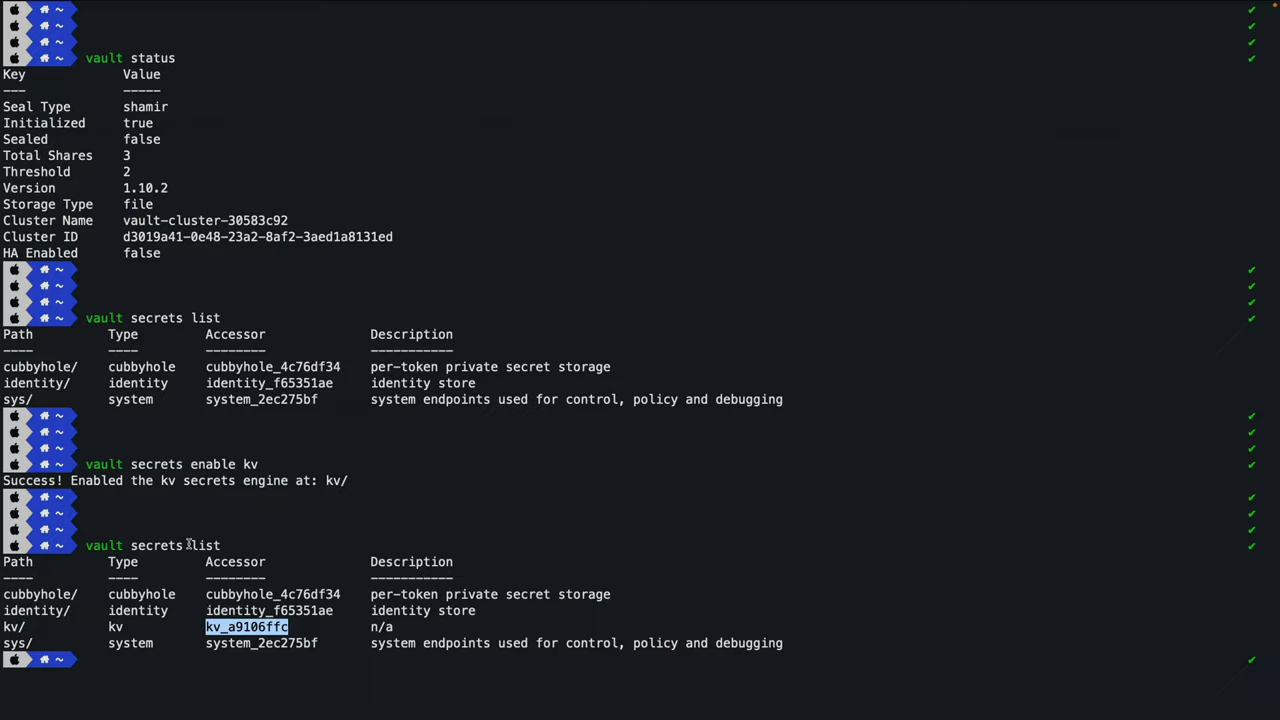 ~
~
~
~ vault status
Key Value
--- -----
Seal Type shamir
Initialized true
Sealed false
Total Shares 3
Threshold 2
Version 1.10.2
Storage Type file
Cluster Name vault-cluster-30583c92
Cluster ID d3019a41-0e48-23a2-8af2-3aed1a8131ed
HA Enabled false
~
~
~
~ vault secrets list
Path Type Accessor Description
---- ---- -------- -----------
cubbyhole/ cubbyhole cubbyhole_4c76df34 per-token private secret storage
identity/ identity identity_f65351ae identity store
sys/ system system_2ec275bf system endpoints used for control, policy and debugging
~
~
~
~ vault secrets enable kv
Success! Enabled the kv secrets engine at: kv/
~
~
~
~ vault secrets list
Path Type Accessor Description
---- ---- -------- -----------
cubbyhole/ cubbyhole cubbyhole_4c76df34 per-token private secret storage
identity/ identity identity_f65351ae identity store
kv/ kv kv_a9106ffc n/a
sys/ system system_2ec275bf system endpoints used for control, policy and debugging
~